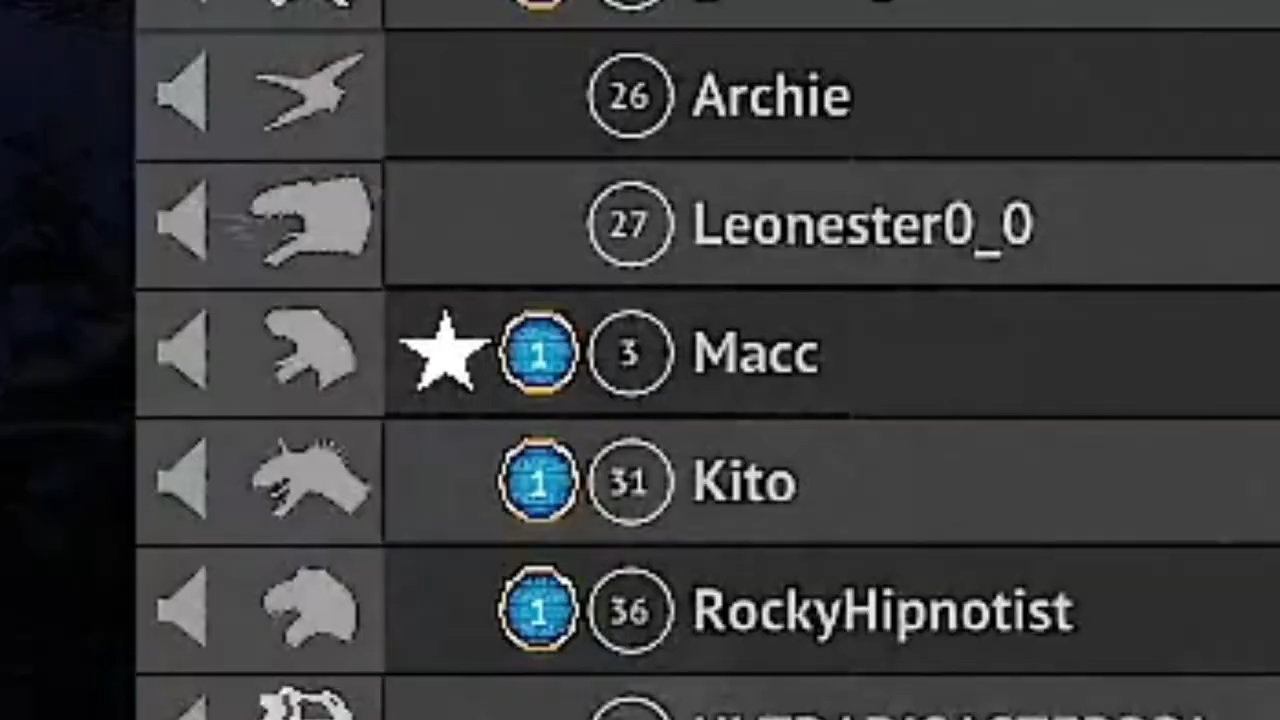 26 Archie
27 Leonester0_0
1 3 Macc
1 31 Kito
1 36 RockyHipnotist